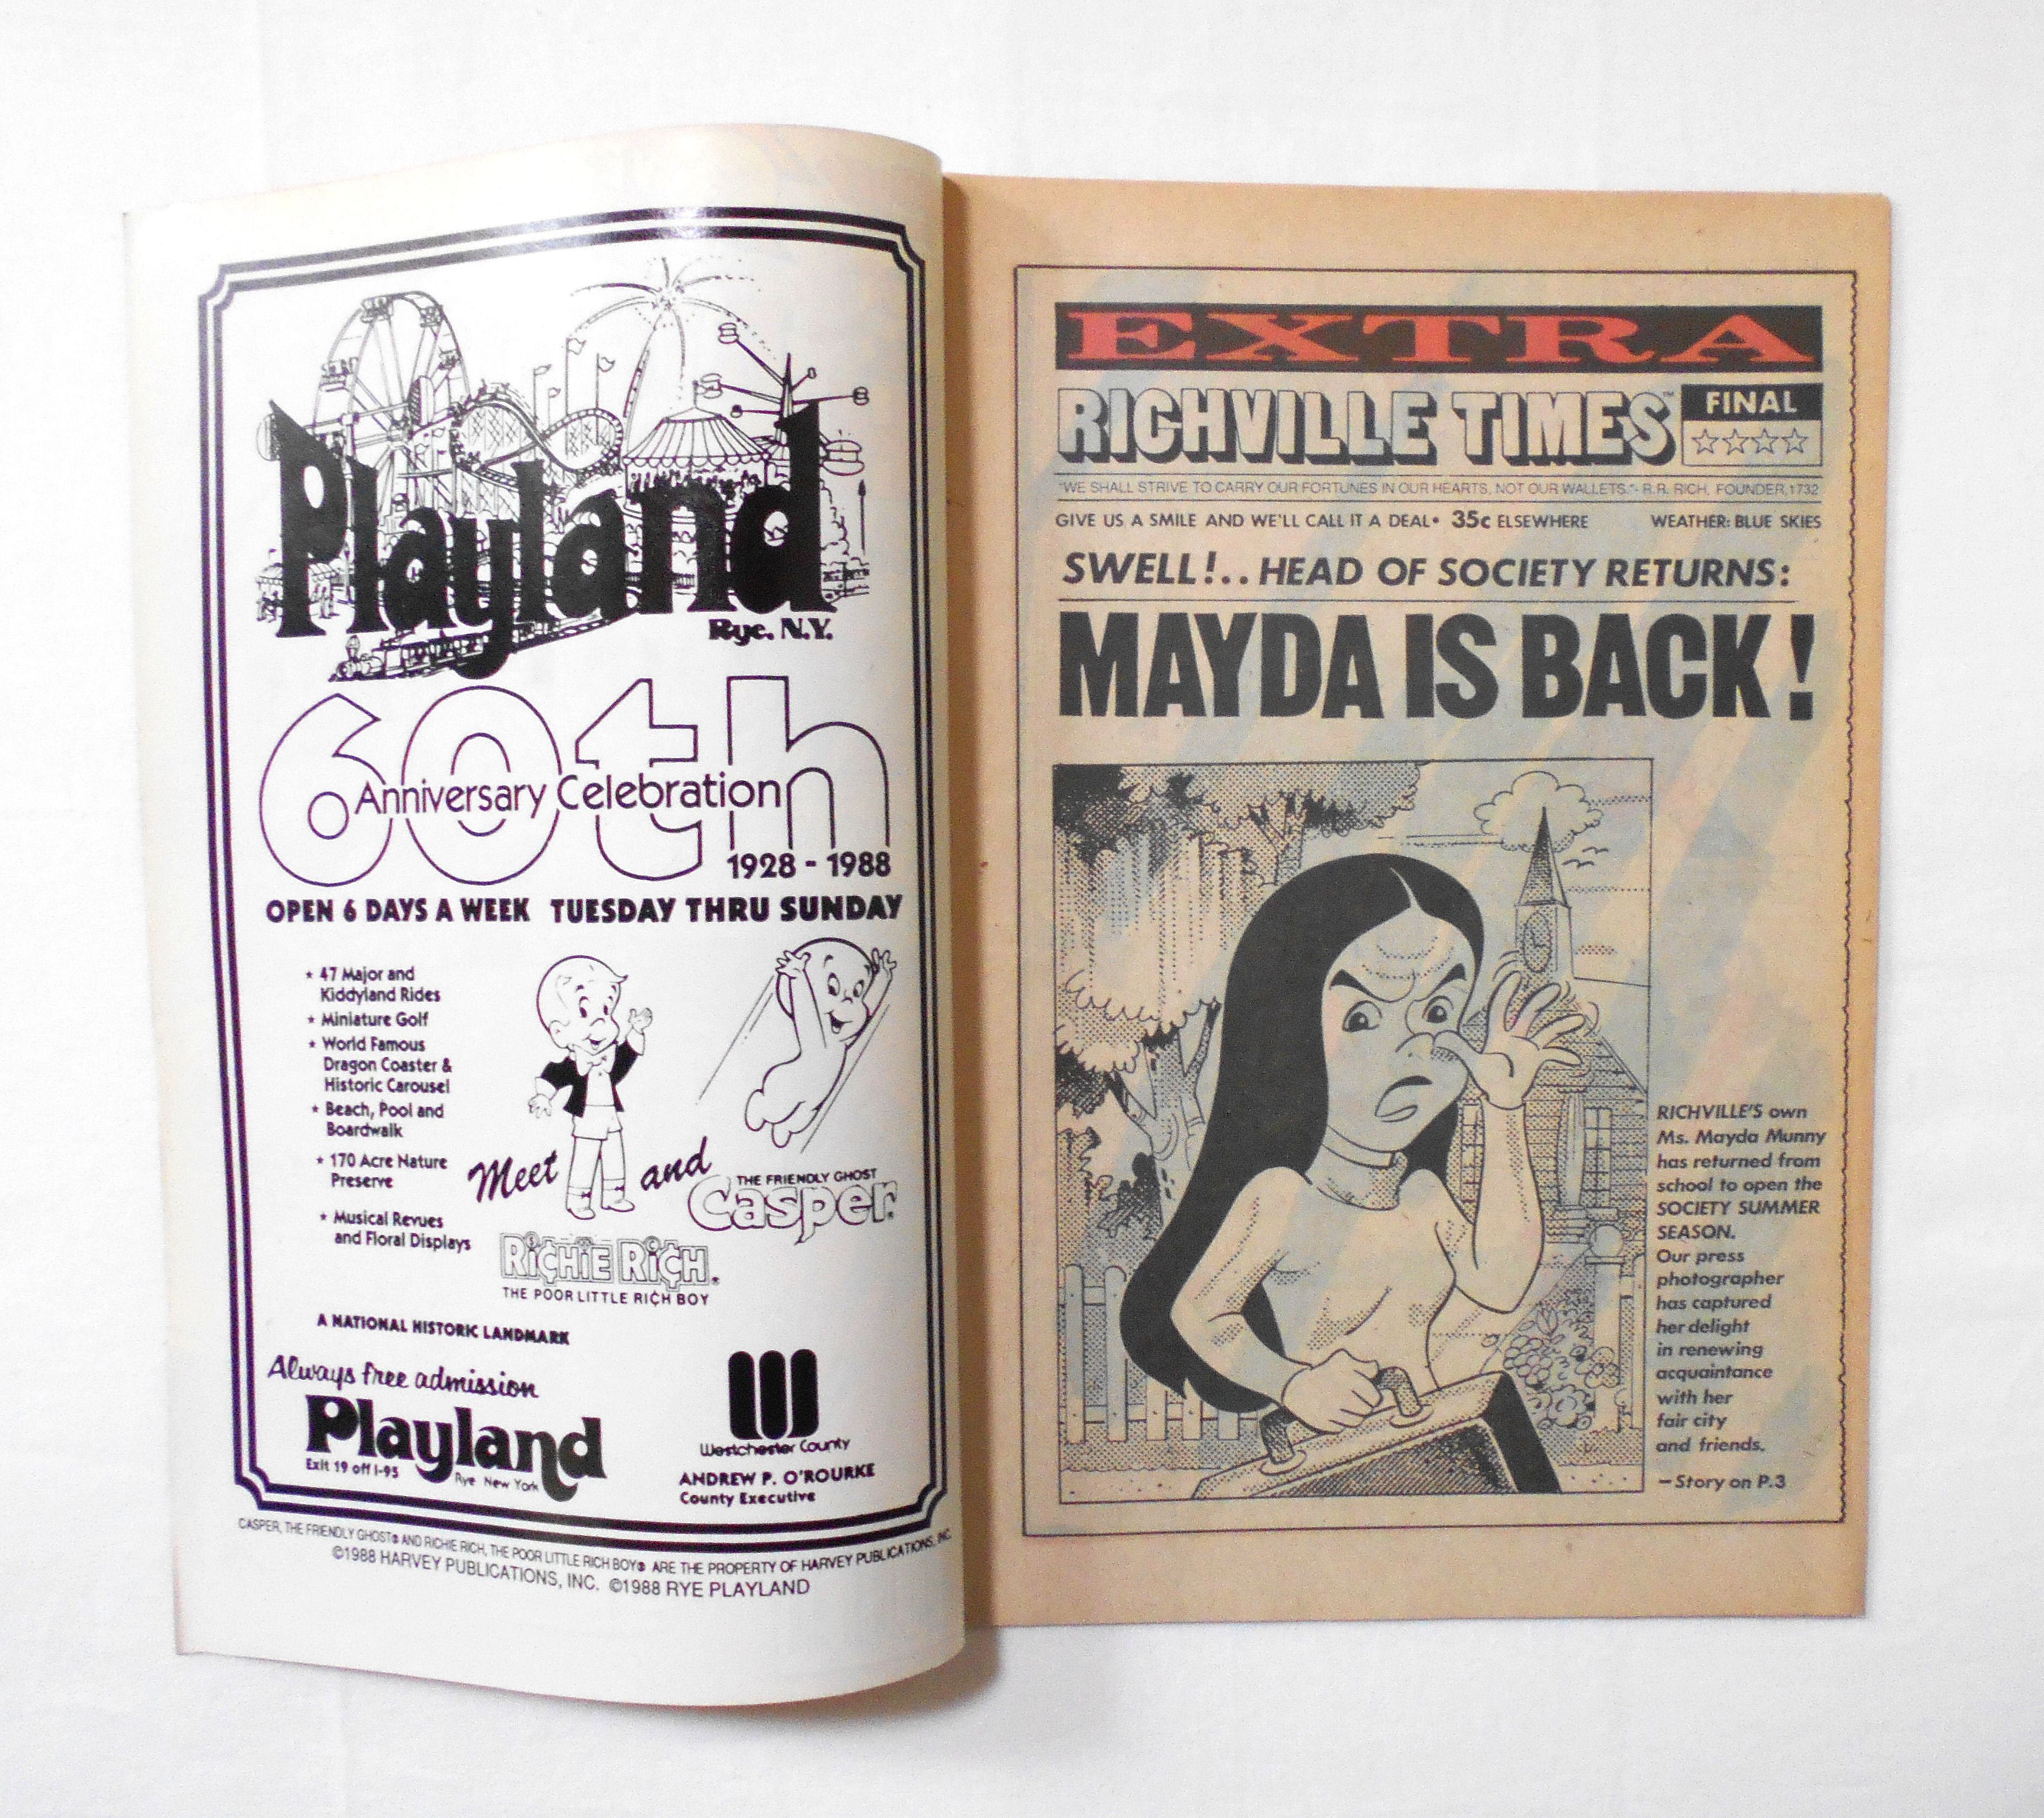 Playland
Rye, N.Y.
60th
Anniversary Celebration
1928 - 1988
OPEN 6 DAYS A WEEK TUESDAY THRU SUNDAY
★ 47 Major and
Kiddyland Rides
★ Miniature Golf
★ World Famous
Dragon Coaster &
Historic Carousel
★ Beach, Pool and
Boardwalk
★ 170 Acre Nature
Preserve
★ Musical Revues
and Floral Displays
Meet
and
RI¢HIE RI¢H®
THE POOR LITTLE RI¢H BOY
THE FRIENDLY GHOST
Casper®
A NATIONAL HISTORIC LANDMARK
Always free admission
Playland
Exit 19 off I-95
Rye New York
Westchester County
ANDREW P. O'ROURKE
County Executive
CASPER, THE FRIENDLY GHOST® AND RICHIE RICH, THE POOR LITTLE RICH BOY® ARE THE PROPERTY OF HARVEY PUBLICATIONS, INC.
©1988 HARVEY PUBLICATIONS, INC. ©1988 RYE PLAYLAND
EXTRA
RICHVILLE TIMES™
FINAL
☆☆☆☆
"WE SHALL STRIVE TO CARRY OUR FORTUNES IN OUR HEARTS, NOT OUR WALLETS."- R.R. RICH, FOUNDER, 1732
GIVE US A SMILE AND WE'LL CALL IT A DEAL• 35c ELSEWHERE WEATHER: BLUE SKIES
SWELL!.. HEAD OF SOCIETY RETURNS:
MAYDA IS BACK!
RICHVILLE'S own
Ms. Mayda Munny
has returned from
school to open the
SOCIETY SUMMER
SEASON.
Our press
photographer
has captured
her delight
in renewing
acquaintance
with her
fair city
and friends.
—Story on P.3